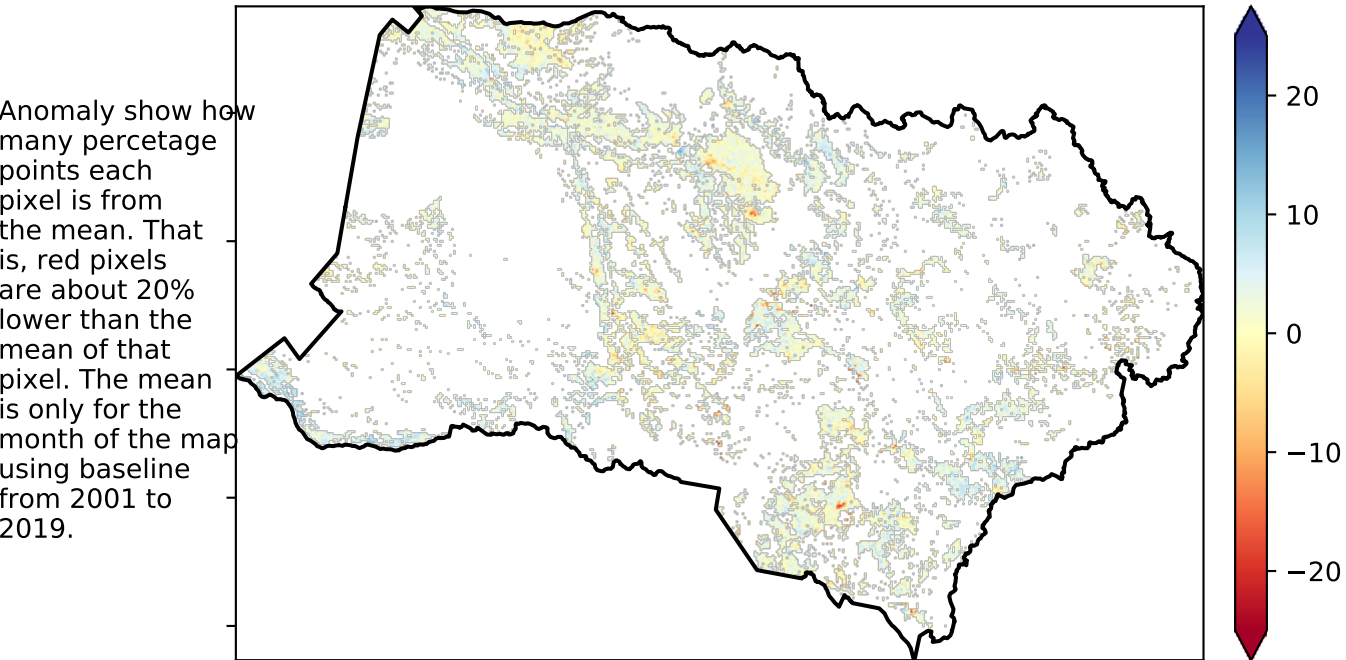 Anomaly show how
many percetage
points each
pixel is from
the mean. That
is, red pixels
are about 20%
lower than the
mean of that
pixel. The mean
is only for the
month of the map
using baseline
from 2001 to
2019.
20
10
0
−10
−20